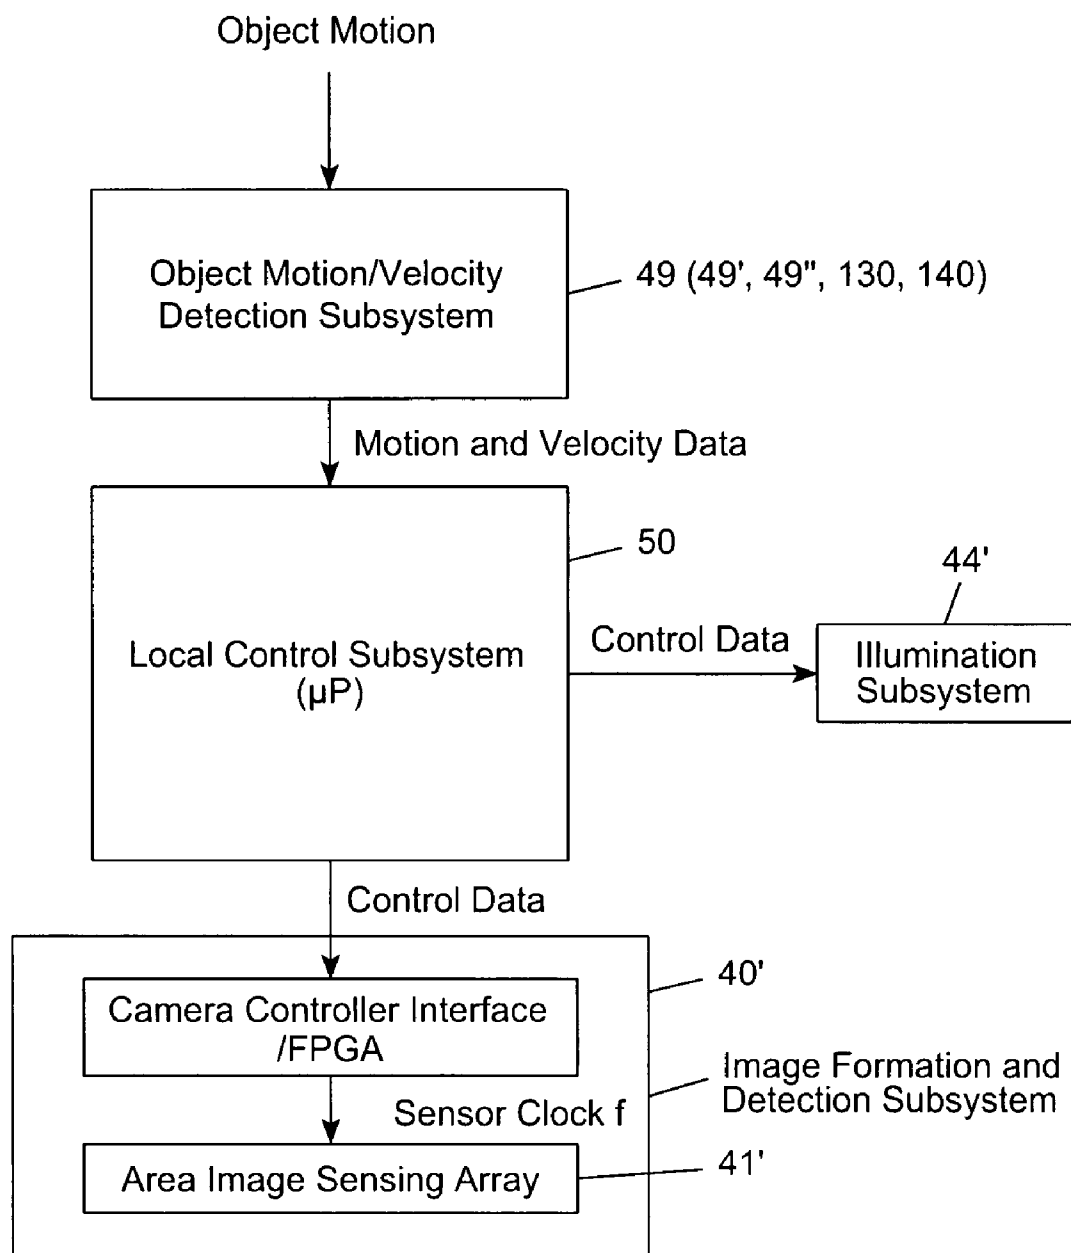 Object Motion
Object Motion/Velocity
Detection Subsystem
49 (49', 49", 130, 140)
Motion and Velocity Data
50
Local Control Subsystem
(µP)
Control Data
44'
Illumination
Subsystem
Control Data
40'
Camera Controller Interface
/FPGA
Image Formation and
Detection Subsystem
Sensor Clock f
41'
Area Image Sensing Array